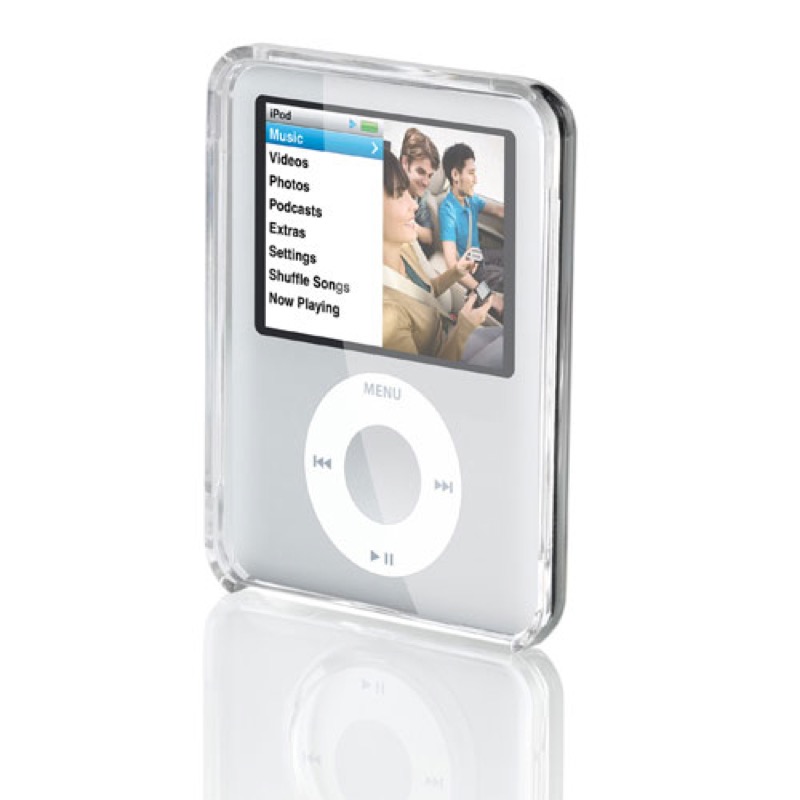 iPod
Music
Videos
Photos
Podcasts
Extras
Settings
Shuffle Songs
Now Playing
MENU